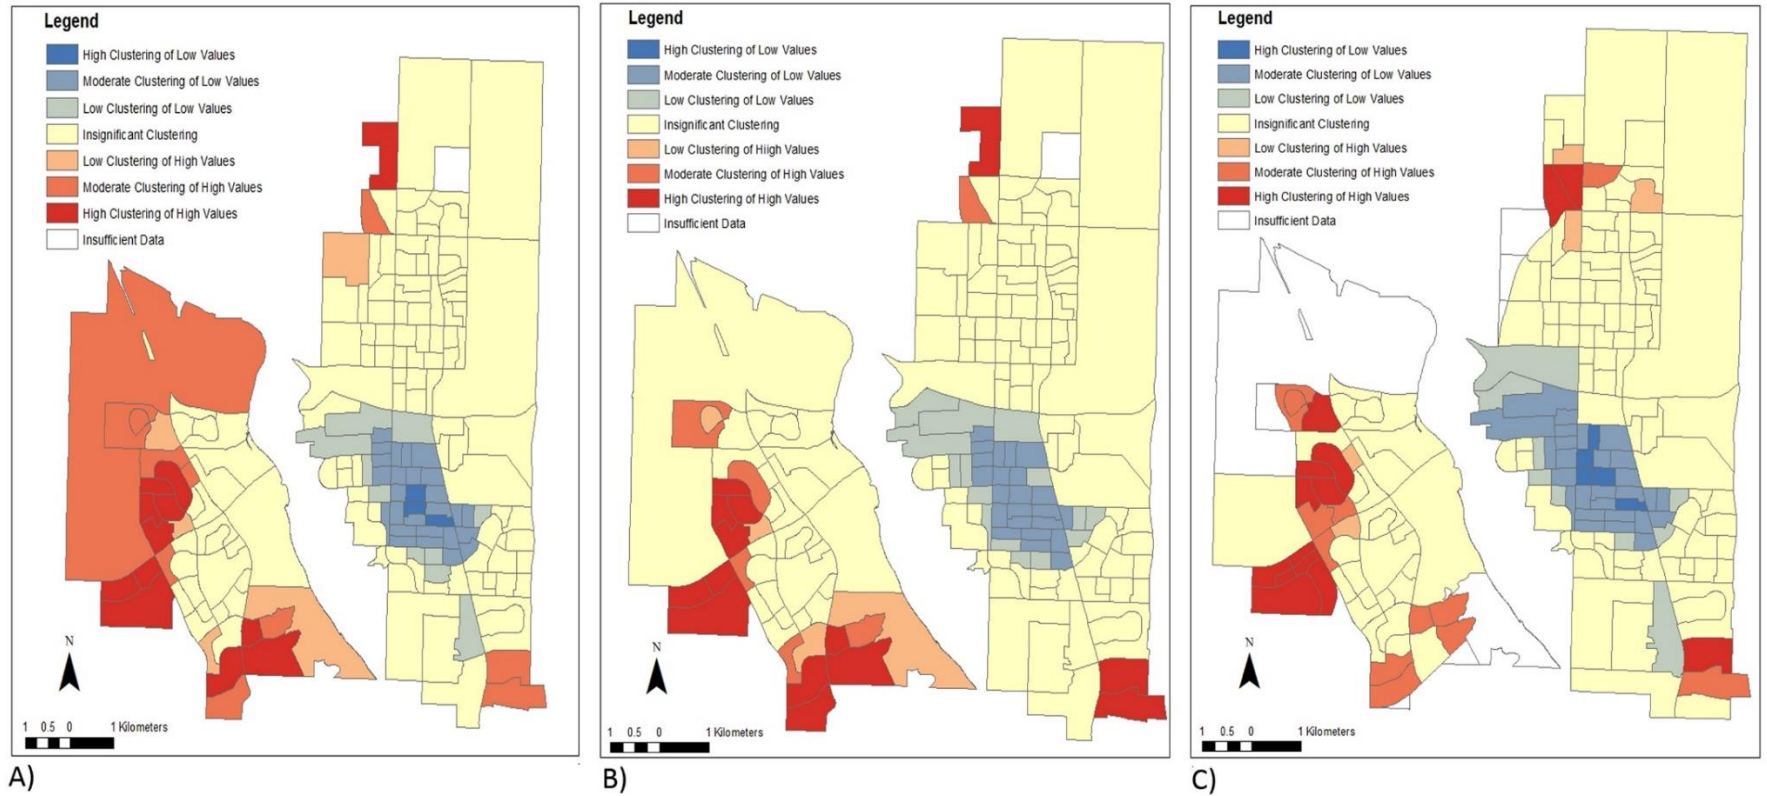 Legend
High Clustering of Low Values
Moderate Clustering of Low Values
Low Clustering of Low Values
Insignificant Clustering
Low Clustering of High Values
Moderate Clustering of High Values
High Clustering of High Values
Insufficient Data
N
1 0.5 0 1 Kilometers
A)
Legend
High Clustering of Low Values
Moderate Clustering of Low Values
Low Clustering of Low Values
Insignificant Clustering
Low Clustering of Hiigh Values
Moderate Clustering of High Values
High Clustering of High Values
Insufficient Data
N
1 0.5 0 1 Kilometers
B)
Legend
High Clustering of Low Values
Moderate Clustering of Low Values
Low Clustering of Low Values
Insignificant Clustering
Low Clustering of High Values
Moderate Clustering of High Values
High Clustering of High Values
Insufficient Data
N
1 0.5 0 1 Kilometers
C)